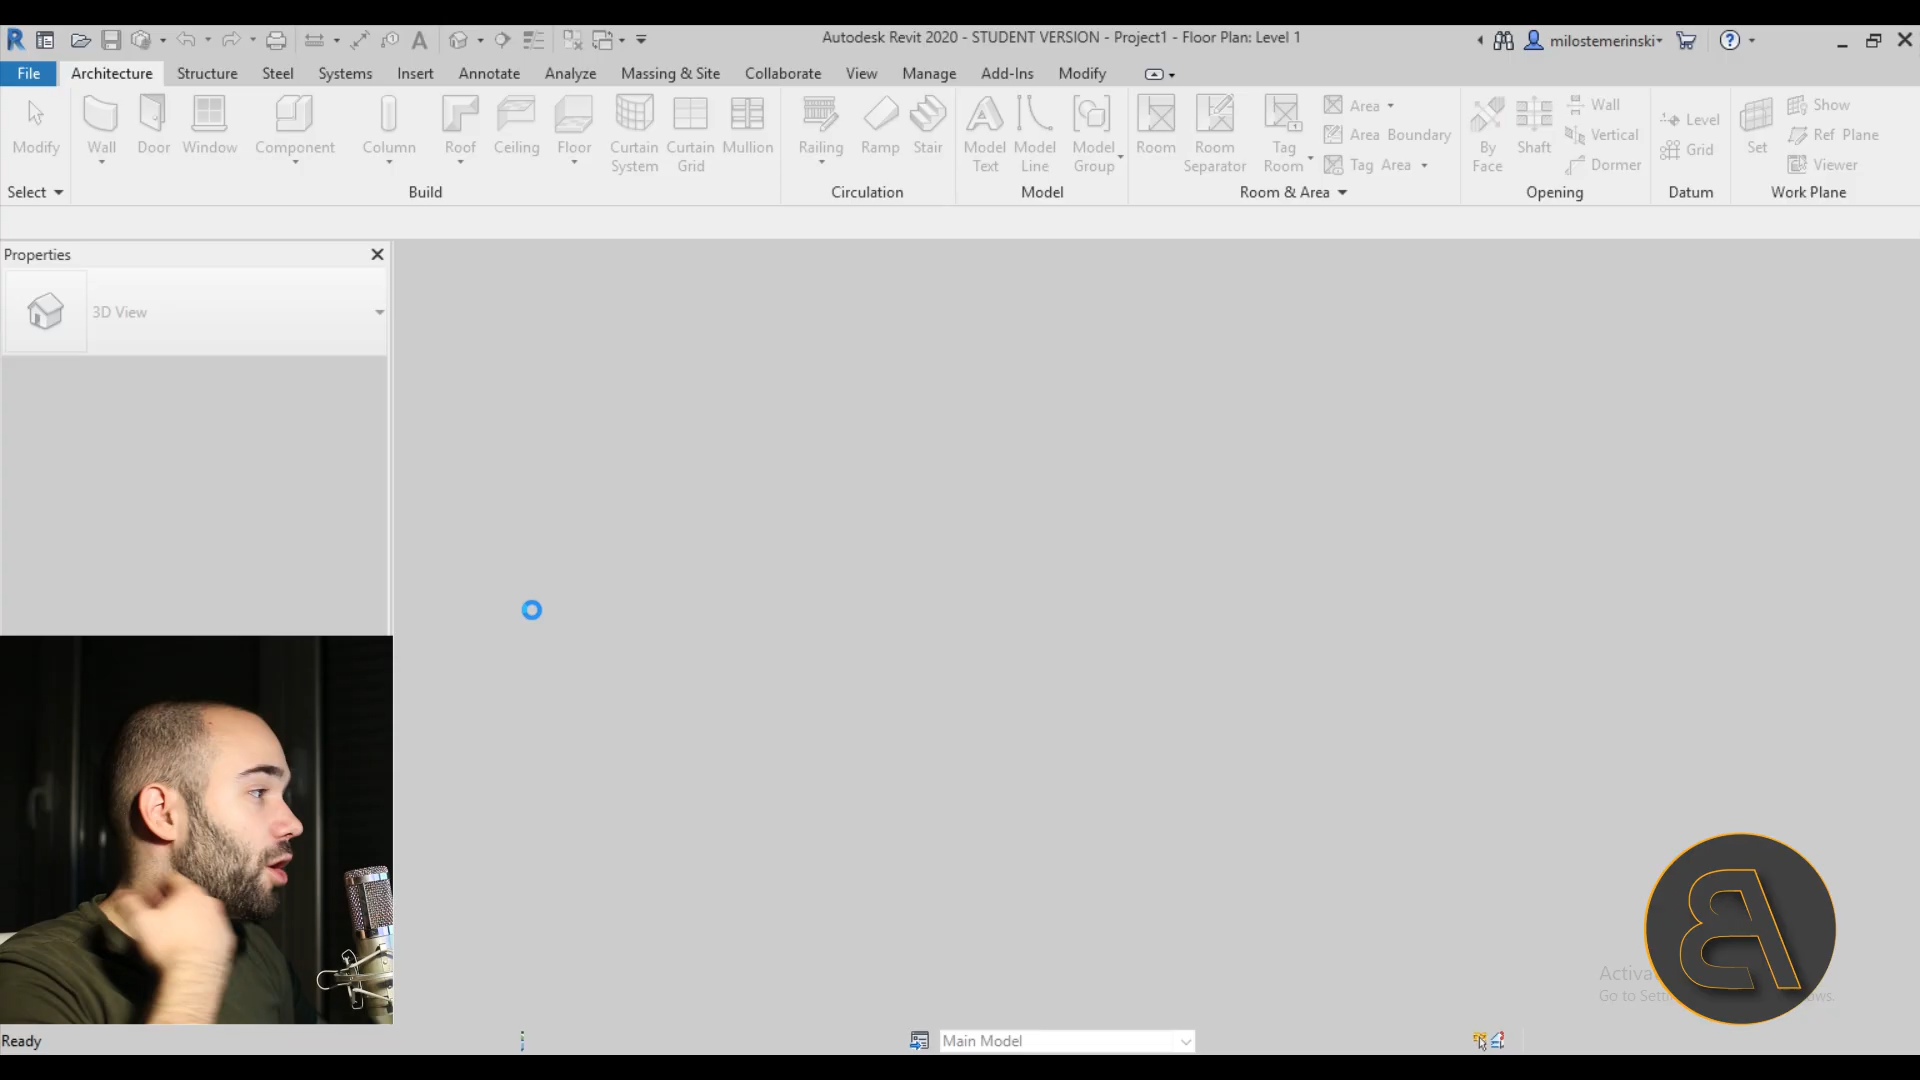 Autodesk Revit 2020 - STUDENT VERSION - Project1 - Floor Plan: Level 1
milostemerinski
File Architecture Structure Steel Systems Insert Annotate Analyze Massing & Site Collaborate View Manage Add-Ins Modify
Modify
Wall
Door
Window
Component
Column
Roof
Ceiling
Floor
Curtain System
Curtain Grid
Mullion
Railing
Ramp
Stair
Model Text
Model Line
Model Group
Room
Room Separator
Tag Room
Area
Area Boundary
Tag Area
By Face
Shaft
Wall
Vertical
Dormer
Level
Grid
Set
Show
Ref Plane
Viewer
Select Build Circulation Model Room & Area Opening Datum Work Plane
Properties
3D View
Go to
Ready
Main Model